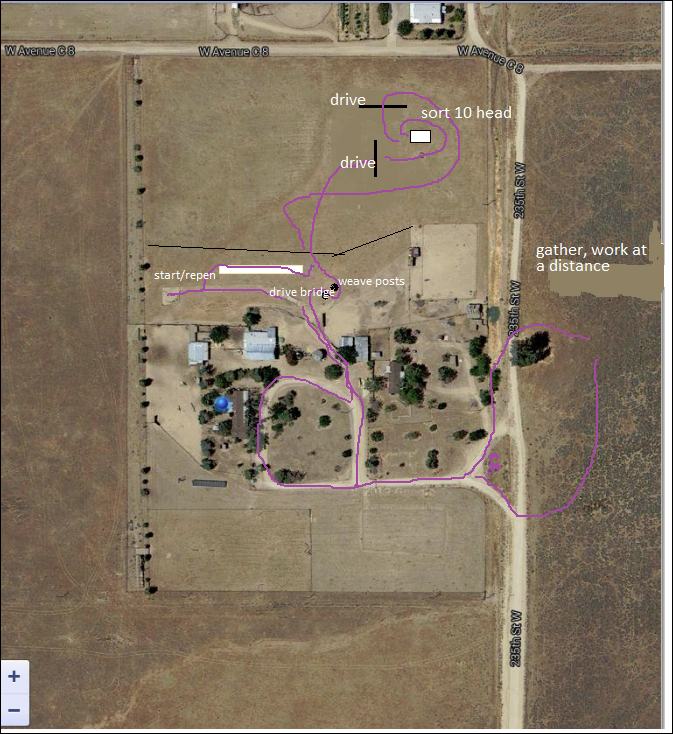 W Avenue C 8
W Avenue C 8
W Avenue C 8
drive
sort 10 head
drive
235th St W
gather, work at
a distance
start/repen
weave posts
drive bridge
235th St W
235th St W
+
−